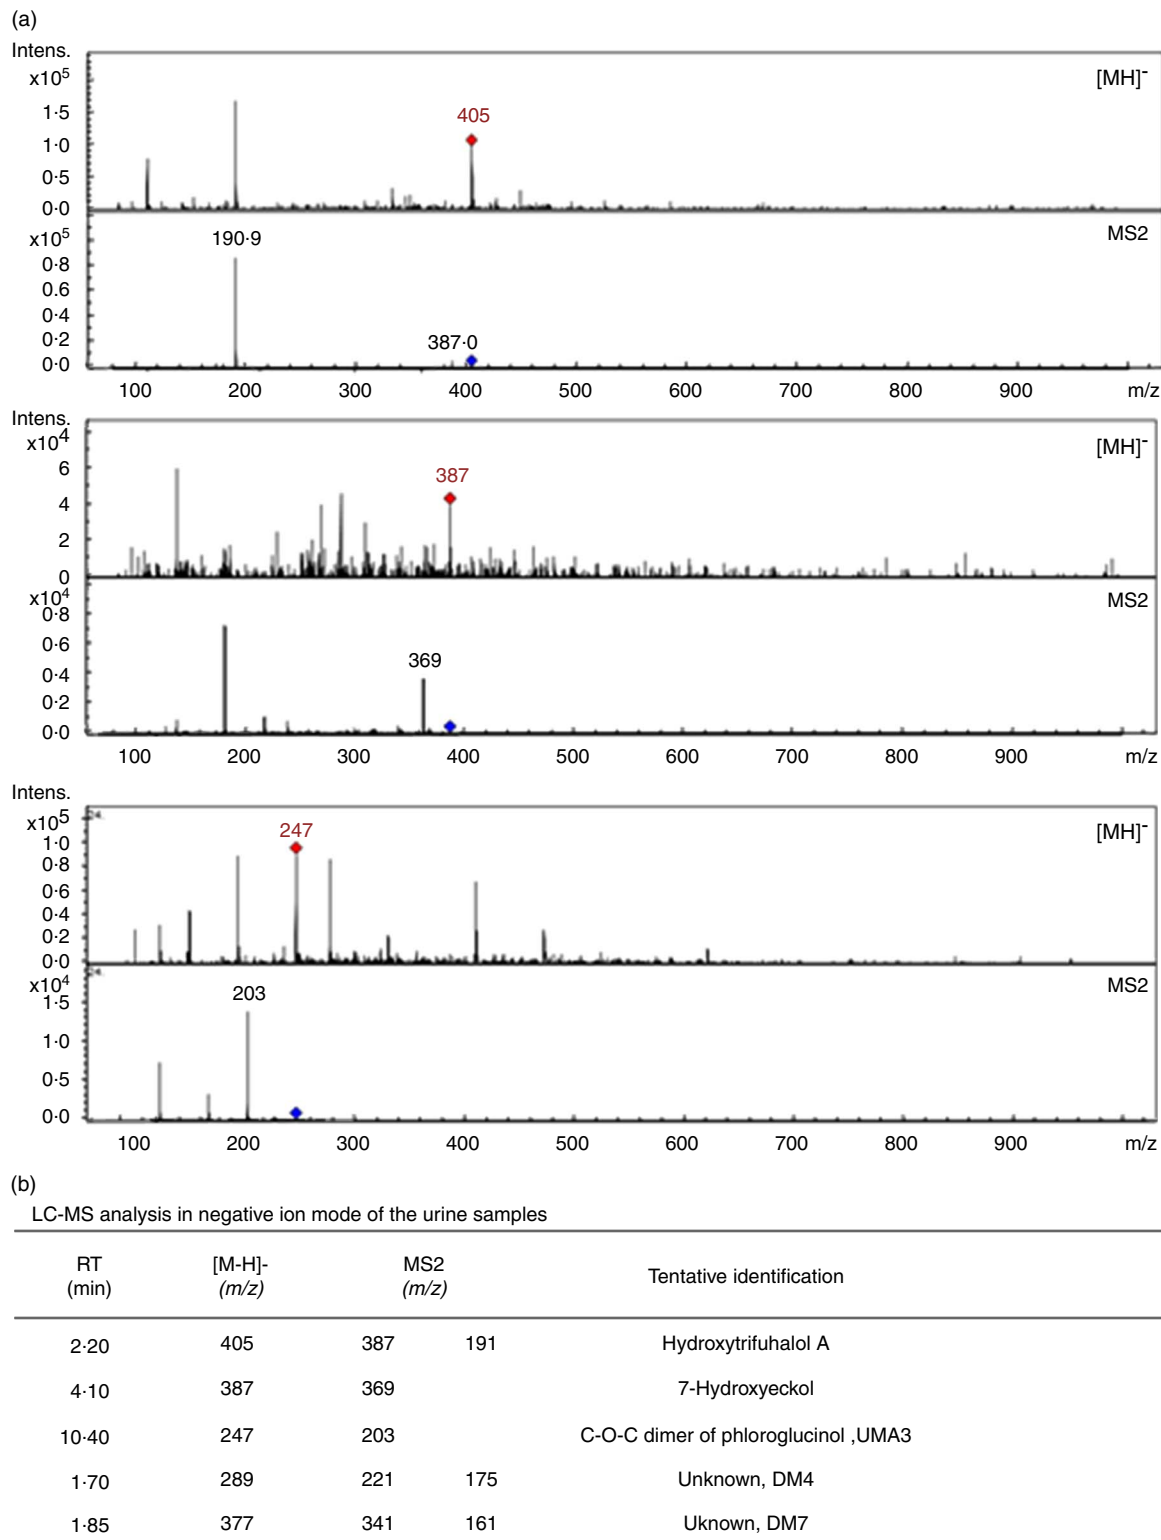 (a)
Intens.
x10⁵
[MH]⁻
405
1·5
1·0
0·5
0·0
x10⁵
MS2
190·9
0·8
0·6
0·4
0·2
387·0
0·0
100 200 300 400 500 600 700 800 900 m/z
Intens.
x10⁴
[MH]⁻
387
6
4
2
0
x10⁴
MS2
0·8
0·6
369
0·4
0·2
0·0
100 200 300 400 500 600 700 800 900 m/z
Intens.
x10⁵
[MH]⁻
247
1·0
0·8
0·6
0·4
0·2
0·0
x10⁴
MS2
203
1·5
1·0
0·5
0·0
100 200 300 400 500 600 700 800 900 m/z
(b)
LC-MS analysis in negative ion mode of the urine samples
RT [M-H]- MS2 Tentative identification
(min) (m/z) (m/z)
2·20 405 387 191 Hydroxytrifuhalol A
4·10 387 369 7-Hydroxyeckol
10·40 247 203 C-O-C dimer of phloroglucinol ,UMA3
1·70 289 221 175 Unknown, DM4
1·85 377 341 161 Uknown, DM7